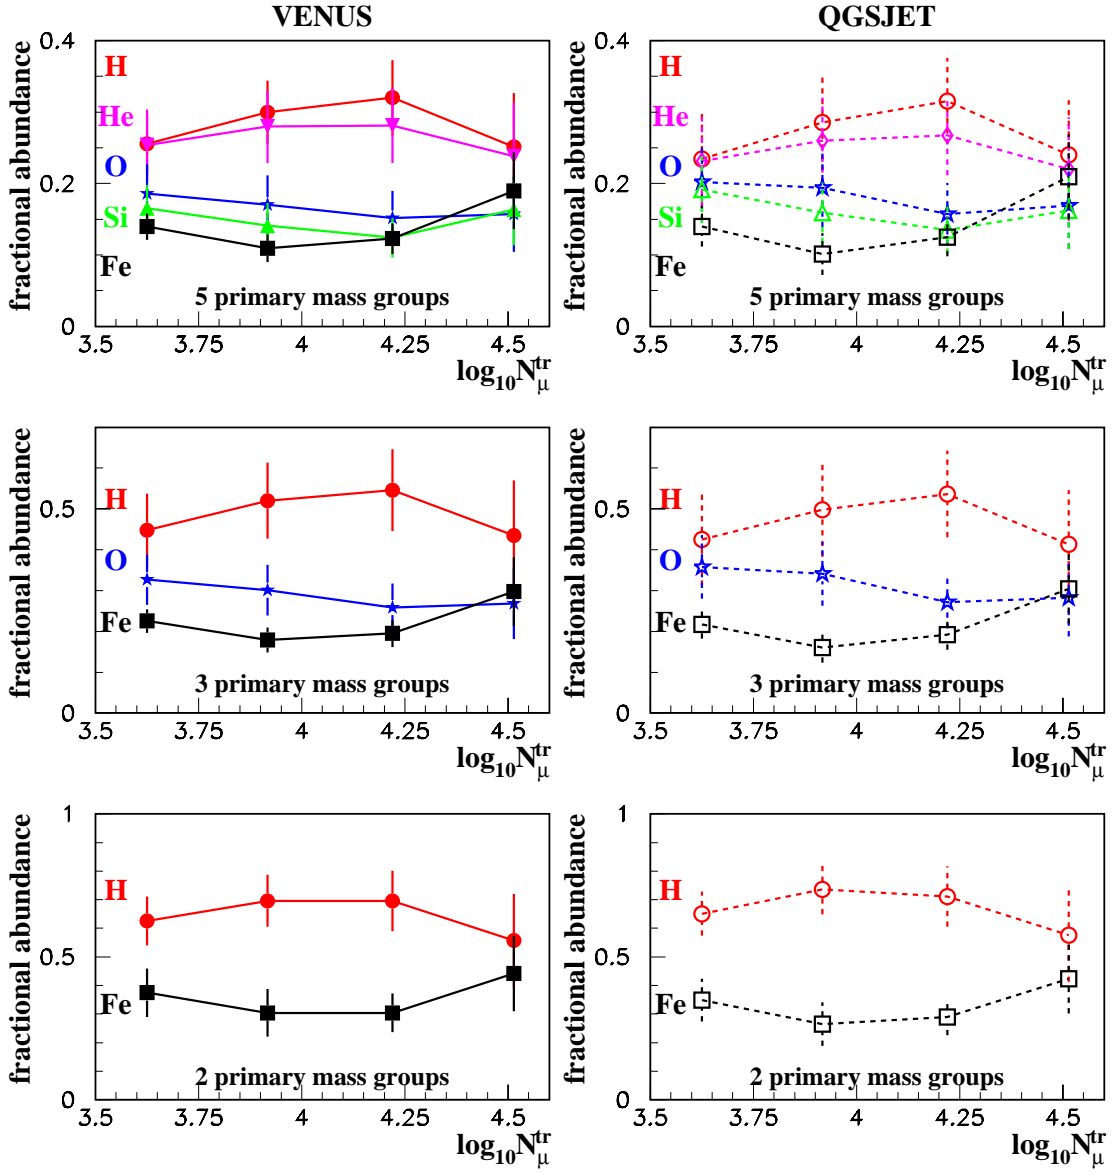 VENUS
QGSJET
fractional abundance
0.4
0.2
0
H
He
O
Si
Fe
5 primary mass groups
3.5 3.75 4 4.25 4.5
log10Nμtr
fractional abundance
0.4
0.2
0
H
He
O
Si
Fe
5 primary mass groups
3.5 3.75 4 4.25 4.5
log10Nμtr
fractional abundance
0.5
0
H
O
Fe
3 primary mass groups
3.5 3.75 4 4.25 4.5
log10Nμtr
fractional abundance
0.5
0
H
O
Fe
3 primary mass groups
3.5 3.75 4 4.25 4.5
log10Nμtr
fractional abundance
1
0.5
0
H
Fe
2 primary mass groups
3.5 3.75 4 4.25 4.5
log10Nμtr
fractional abundance
1
0.5
0
H
Fe
2 primary mass groups
3.5 3.75 4 4.25 4.5
log10Nμtr